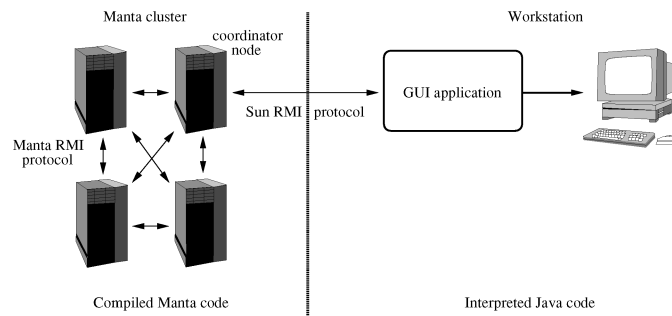 Manta cluster
Workstation
coordinator
node
GUI application
Sun RMI protocol
Manta RMI
protocol
Compiled Manta code
Interpreted Java code